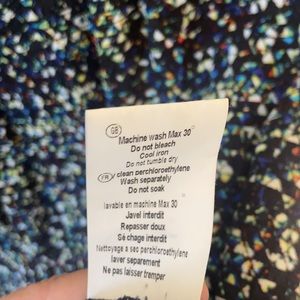 GB
Machine wash Max 30
Do not bleach
Cool iron
Do not tumble dry
FR clean perchloroethylene
Wash separately
Do not soak
lavable en machine Max 30
Javel interdit
Repasser doux
Sé chage interdit
Nettoyage a sec perchloroethylene
laver separement
Ne pas laisser tremper